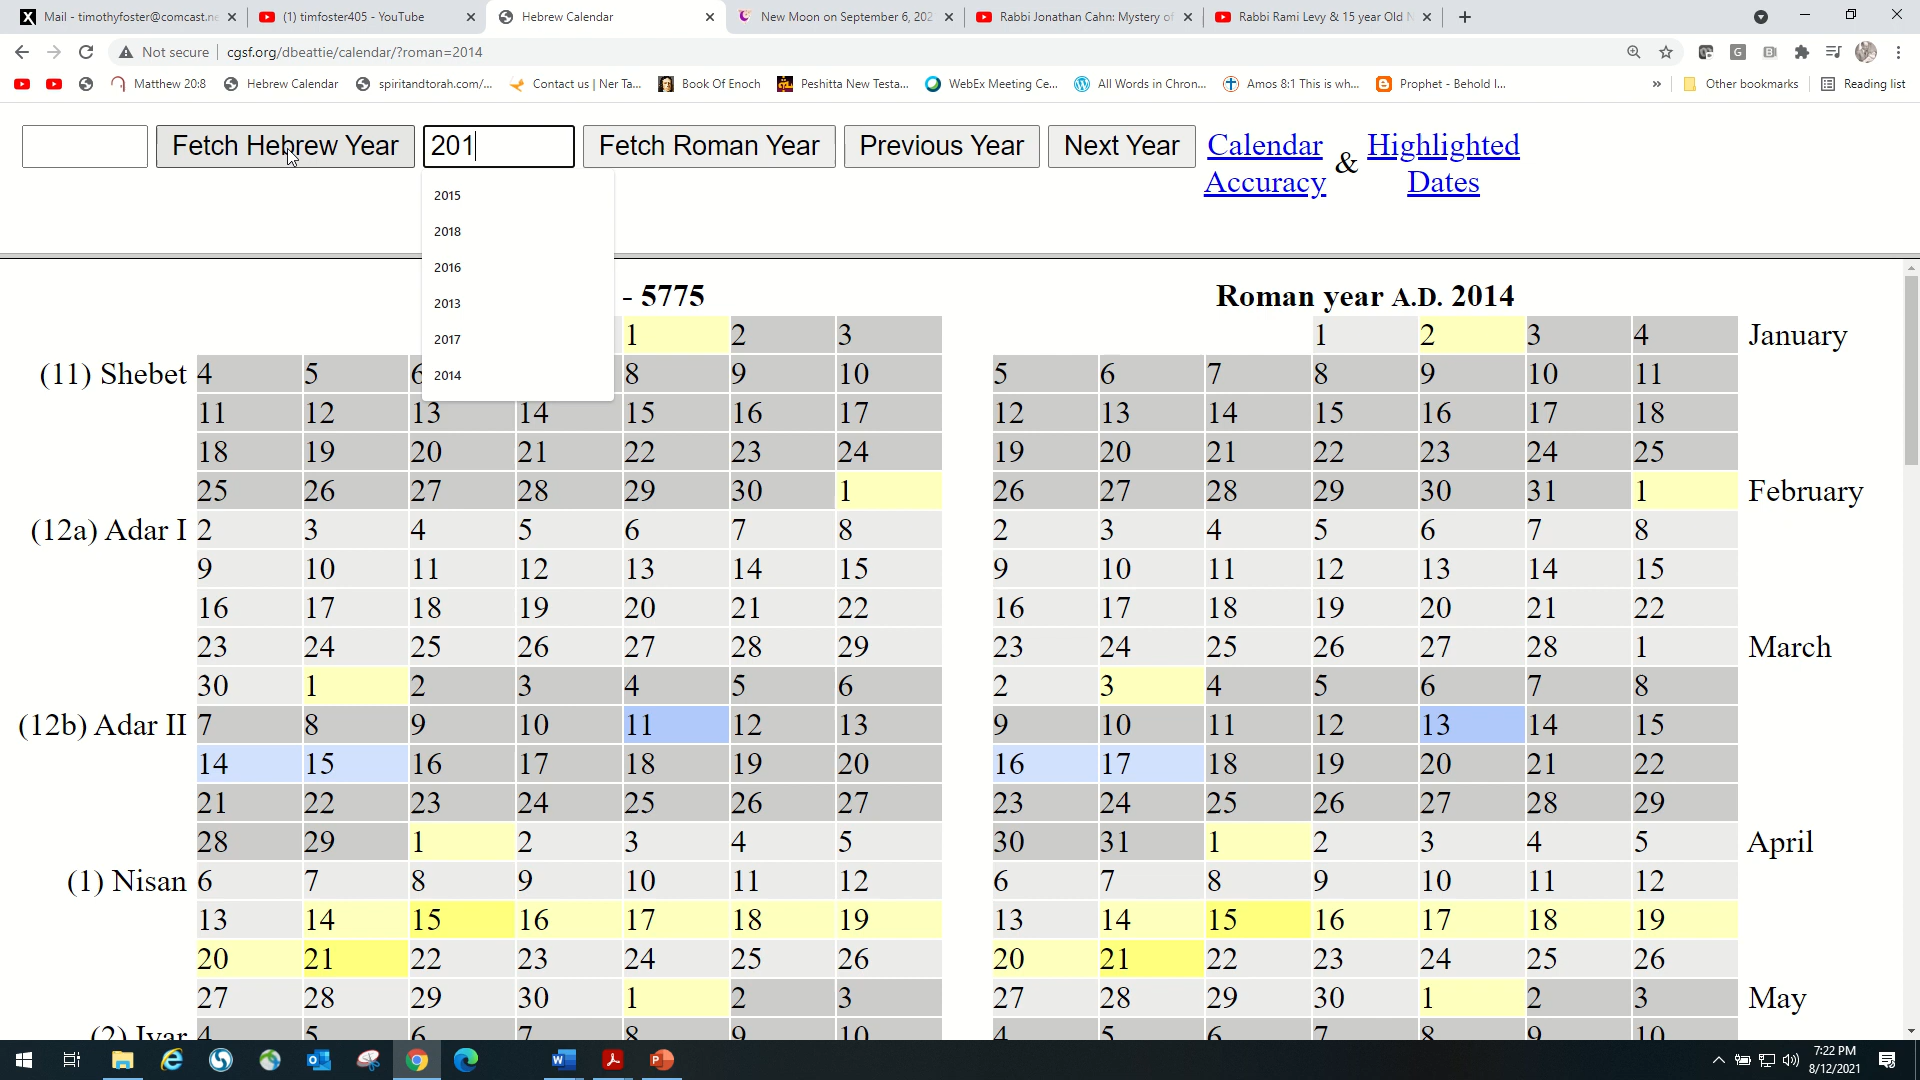 Mail - timothyfoster@comcast.ne
(1) timfoster405 - YouTube
Hebrew Calendar
New Moon on September 6, 202
Rabbi Jonathan Cahn: Mystery of
Rabbi Rami Levy & 15 year Old N
Not secure
cgsf.org/dbeattie/calendar/?roman=2014
Matthew 20:8
Hebrew Calendar
spiritandtorah.com/...
Contact us | Ner Ta...
Book Of Enoch
Peshitta New Testa...
WebEx Meeting Ce...
All Words in Chron...
Amos 8:1 This is wh...
Prophet - Behold I...
»
Other bookmarks
Reading list
Fetch Hebrew Year
201
Fetch Roman Year
Previous Year
Next Year
Calendar Accuracy
&
Highlighted Dates
2015
2018
2016
2013
2017
2014
- 5775
Roman year A.D. 2014
1 2 3 1 2 3 4 January
(11) Shebet 4 5 6 8 9 10 5 6 7 8 9 10 11
11 12 13 14 15 16 17 12 13 14 15 16 17 18
18 19 20 21 22 23 24 19 20 21 22 23 24 25
25 26 27 28 29 30 1 26 27 28 29 30 31 1 February
(12a) Adar I 2 3 4 5 6 7 8 2 3 4 5 6 7 8
9 10 11 12 13 14 15 9 10 11 12 13 14 15
16 17 18 19 20 21 22 16 17 18 19 20 21 22
23 24 25 26 27 28 29 23 24 25 26 27 28 1 March
30 1 2 3 4 5 6 2 3 4 5 6 7 8
(12b) Adar II 7 8 9 10 11 12 13 9 10 11 12 13 14 15
14 15 16 17 18 19 20 16 17 18 19 20 21 22
21 22 23 24 25 26 27 23 24 25 26 27 28 29
28 29 1 2 3 4 5 30 31 1 2 3 4 5 April
(1) Nisan 6 7 8 9 10 11 12 6 7 8 9 10 11 12
13 14 15 16 17 18 19 13 14 15 16 17 18 19
20 21 22 23 24 25 26 20 21 22 23 24 25 26
27 28 29 30 1 2 3 27 28 29 30 1 2 3 May
(2) Iyar 4 5 6 7 8 9 10 4 5 6 7 8 9 10
7:22 PM
8/12/2021